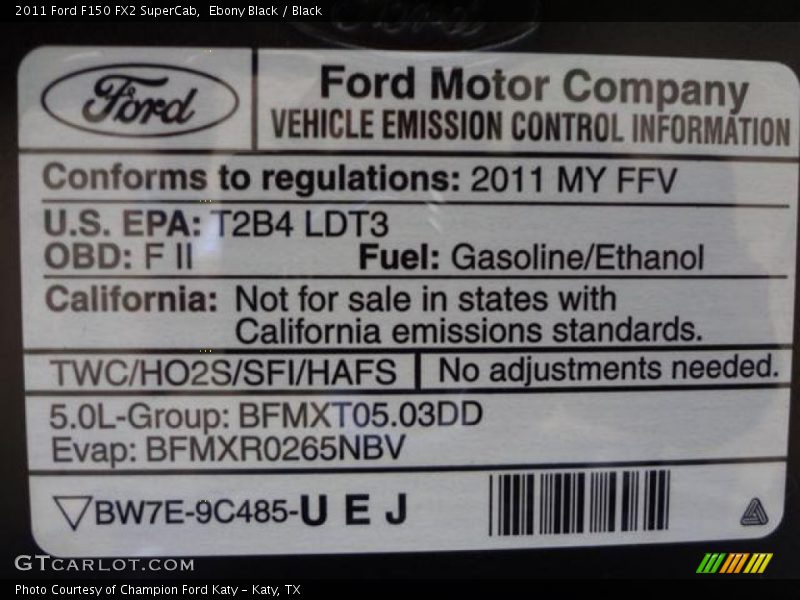 2011 Ford F150 FX2 SuperCab,  Ebony Black / Black
Ford
Ford
Ford Motor Company
VEHICLE EMISSION CONTROL INFORMATION
Conforms to regulations: 2011 MY FFV
U.S. EPA: T2B4 LDT3
OBD: F II Fuel: Gasoline/Ethanol
California: Not for sale in states with
California emissions standards.
TWC/HO2S/SFI/HAFS No adjustments needed.
5.0L-Group: BFMXT05.03DD
Evap: BFMXR0265NBV
BW7E-9C485-U E J
GTCARLOT.COM
Photo Courtesy of Champion Ford Katy - Katy, TX